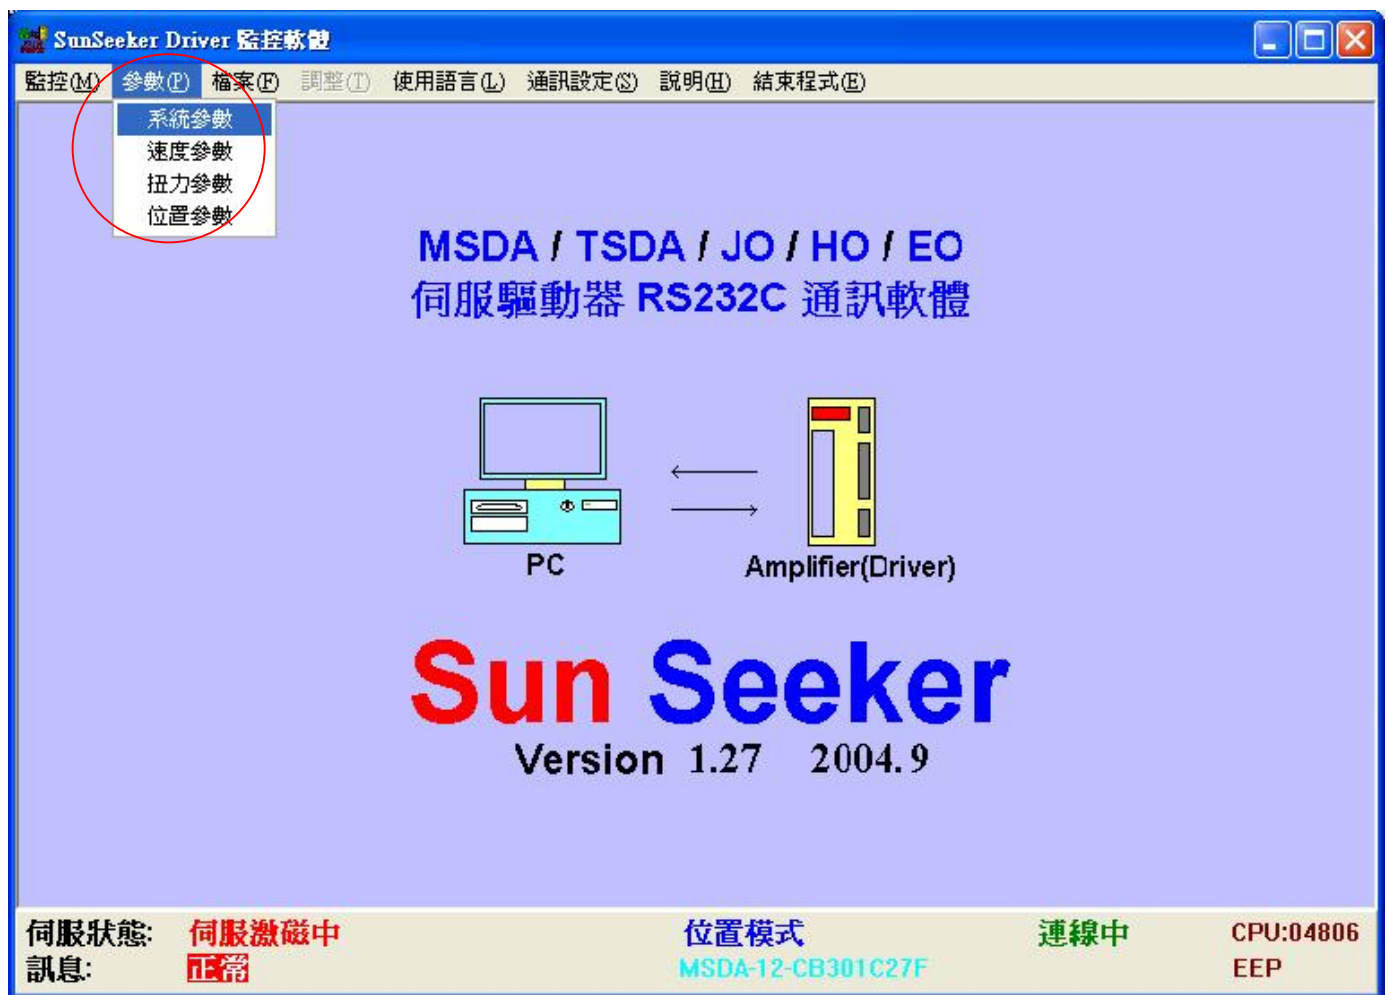 SunSeeker Driver 監控軟體
監控(M) 參數(P) 檔案(F) 調整(T) 使用語言(L) 通訊設定(S) 說明(H) 結束程式(E)
系統參數
速度參數
扭力參數
位置參數
MSDA / TSDA / JO / HO / EO
伺服驅動器 RS232C 通訊軟體
PC
Amplifier(Driver)
Sun Seeker
Version 1.27 2004.9
伺服狀態: 伺服激磁中 位置模式 連線中 CPU:04806
訊息: 正常 MSDA-12-CB301C27F EEP